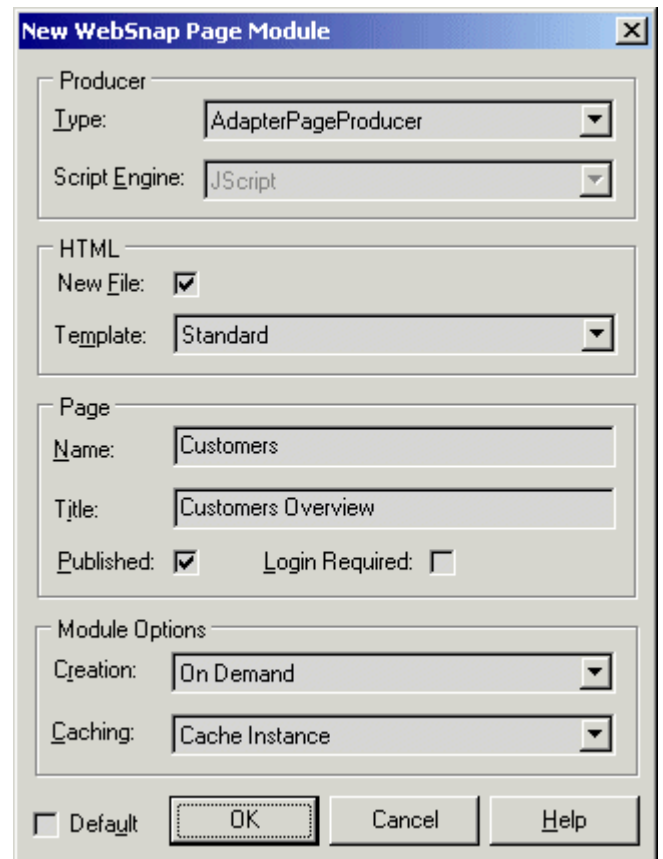 New WebSnap Page Module
Producer
Type: AdapterPageProducer
Script Engine: JScript
HTML
New File:
Template: Standard
Page
Name: Customers
Title: Customers Overview
Published: Login Required:
Module Options
Creation: On Demand
Caching: Cache Instance
Default OK Cancel Help